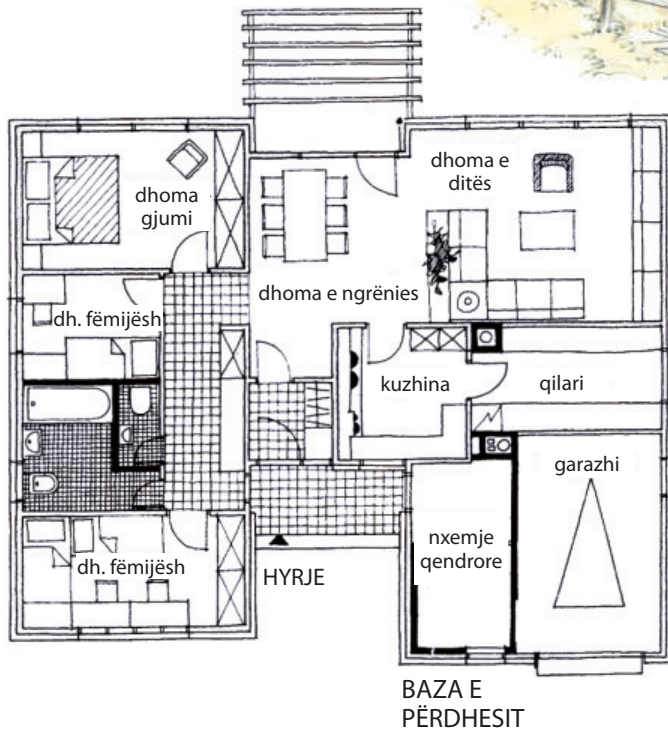 dhoma
gjumi
dhoma e
ditës
dhoma e ngrënies
dh. fëmijësh
kuzhina
qilari
garazhi
nxemje
qendrore
dh. fëmijësh
HYRJE
BAZA E
PËRDHESIT